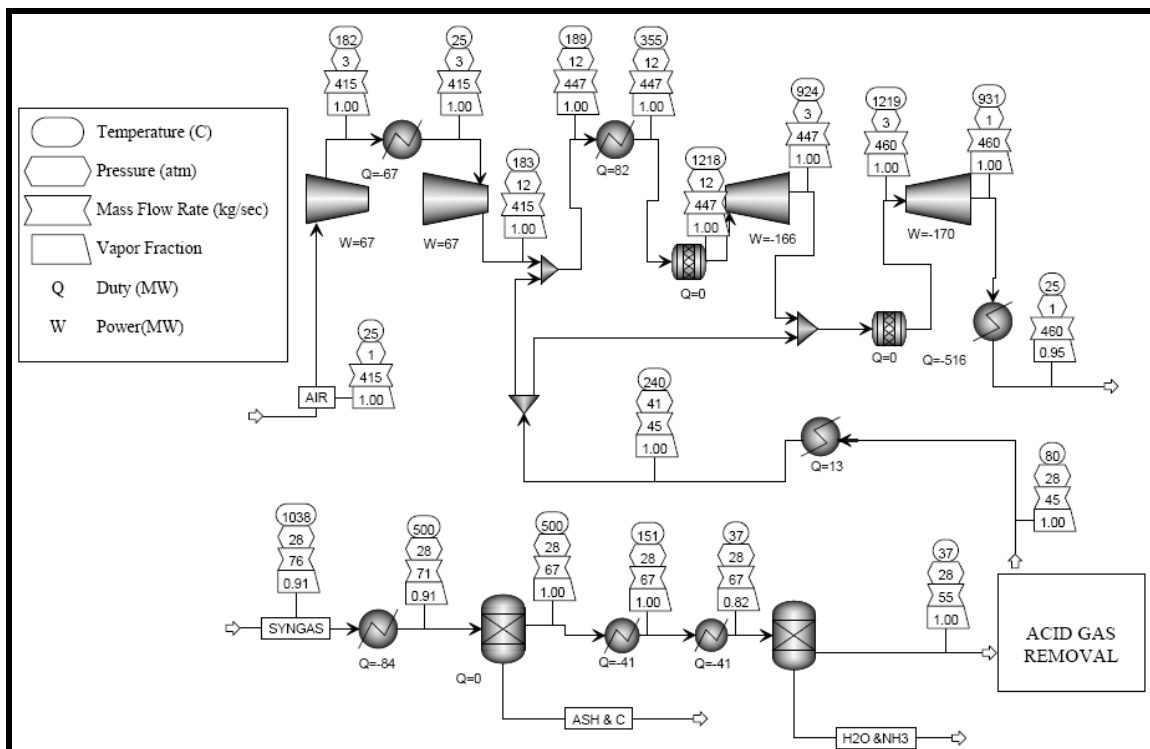 Temperature (C)
Pressure (atm)
Mass Flow Rate (kg/sec)
Vapor Fraction
Q Duty (MW)
W Power(MW)
182
3
415
1.00
25
3
415
1.00
189
12
447
1.00
355
12
447
1.00
924
3
447
1.00
1219
3
460
1.00
931
1
460
1.00
Q=-67
183
12
415
1.00
Q=82
1218
12
447
1.00
W=67
W=67
W=-166
W=-170
Q=0
25
1
415
1.00
AIR
Q=0
Q=-516
25
1
460
0.95
240
41
45
1.00
Q=13
80
28
45
1.00
1038
28
76
0.91
SYNGAS
Q=-84
500
28
71
0.91
Q=0
500
28
67
1.00
Q=-41
151
28
67
1.00
Q=-41
37
28
67
0.82
37
28
55
1.00
ACID GAS
REMOVAL
ASH & C
H2O &NH3